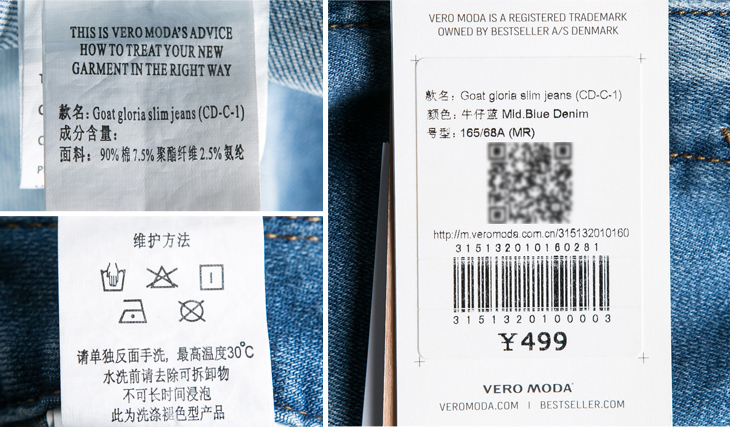 THIS IS VERO MODA'S ADVICE
HOW TO TREAT YOUR NEW
GARMENT IN THE RIGHT WAY
款名：Goat gloria slim jeans (CD-C-1)
成分含量：
面料：90%棉 7.5%聚酯纤维 2.5%氨纶
维护方法
请单独反面手洗，最高温度30℃
水洗前请去除可拆卸物
不可长时间浸泡
此为洗涤褪色型产品
VERO MODA IS A REGISTERED TRADEMARK
OWNED BY BESTSELLER A/S DENMARK
款名：Goat gloria slim jeans (CD-C-1)
颜色：牛仔蓝 Mid.Blue Denim
号型：165/68A (MR)
http://m.veromoda.com.cn/315132010160
315132010160281
315132010000003
￥499
VERO MODA
VEROMODA.COM | BESTSELLER.COM